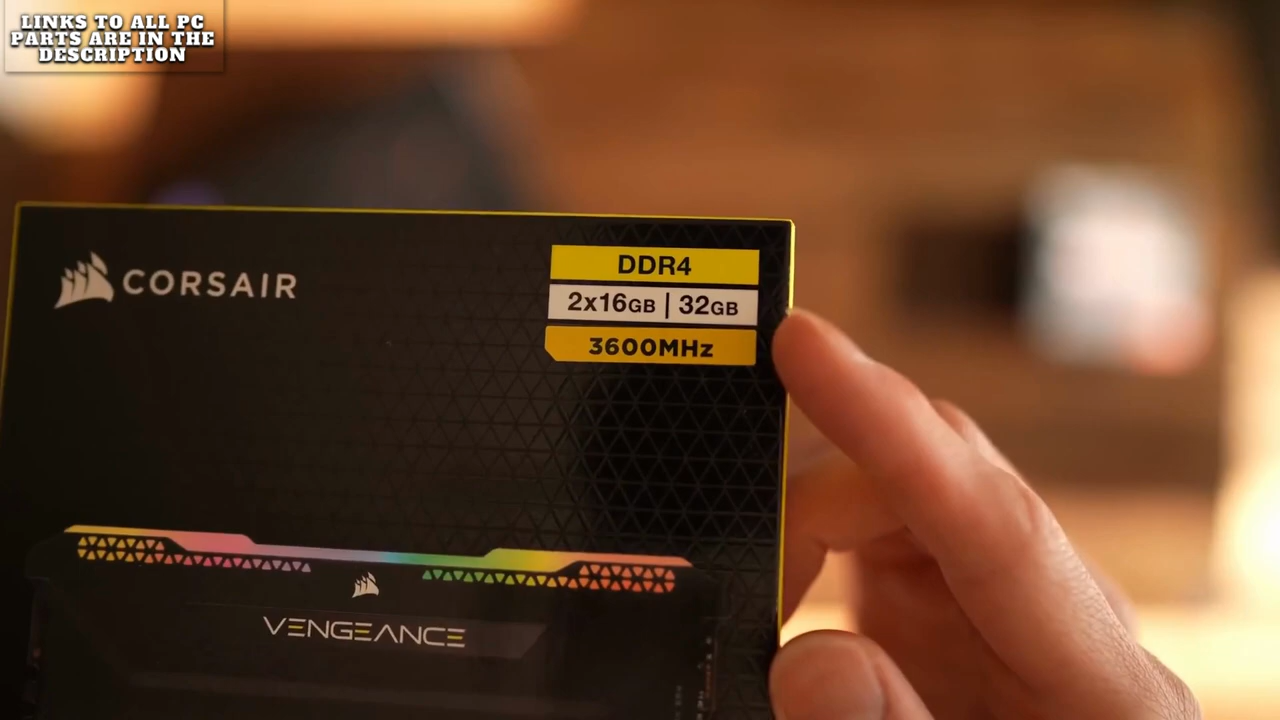 LINKS TO ALL PC
PARTS ARE IN THE
DESCRIPTION
CORSAIR
DDR4
2x16GB | 32GB
3600MHz
VENGEANCE